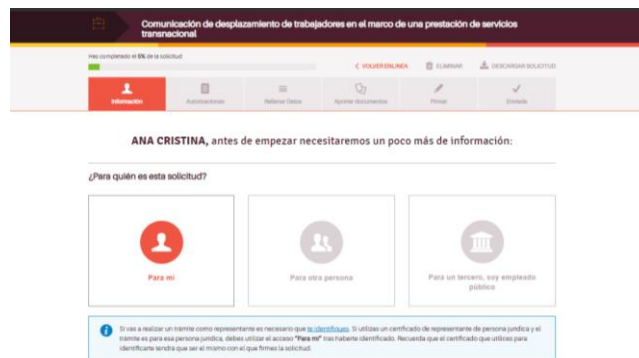 Comunicación de desplazamiento de trabajadores en el marco de una prestación de servicios
transnacional
Has completado el 5% de la solicitud
VOLVER ENLINEA
ELIMINAR
DESCARGAR SOLICITUD
Información
Autorizaciones
Rellenar Datos
Aportar documentos
Firmar
Enviada
ANA CRISTINA, antes de empezar necesitaremos un poco más de información:
¿Para quién es esta solicitud?
Para mi
Para otra persona
Para un tercero, soy empleado
público
Si vas a realizar un trámite como representante es necesario que te identifiques. Si utilizas un certificado de representante de persona jurídica y el
trámite es para esa persona jurídica, debes utilizar el acceso "Para mi" tras haberte identificado. Recuerda que el certificado que utilices para
identificarte tendrá que ser el mismo con el que firmes la solicitud.